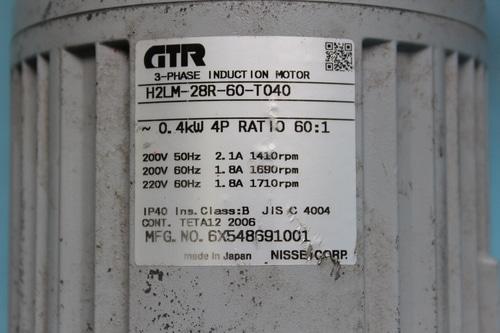 GTR
3-PHASE INDUCTION MOTOR
H2LM-28R-60-T040
~ 0.4kW 4P RATIO 60:1
200V 50Hz 2.1A 1410rpm
200V 60Hz 1.8A 1690rpm
220V 60Hz 1.8A 1710rpm
IP40 Ins.Class:B JIS C 4004
CONT. TETA12 2006
MFG.NO.6X548691001
made in Japan NISSEI CORP.